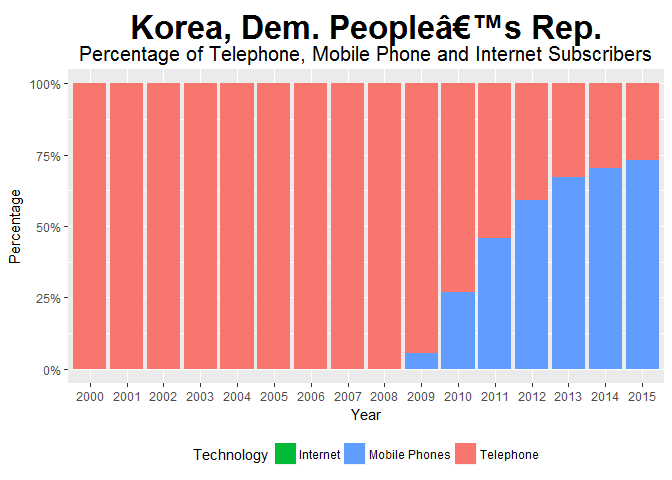 Korea, Dem. Peopleâ€™s Rep.
Percentage of Telephone, Mobile Phone and Internet Subscribers
100%
75%
50%
25%
0%
Percentage
2000 2001 2002 2003 2004 2005 2006 2007 2008 2009 2010 2011 2012 2013 2014 2015
Year
Technology Internet Mobile Phones Telephone